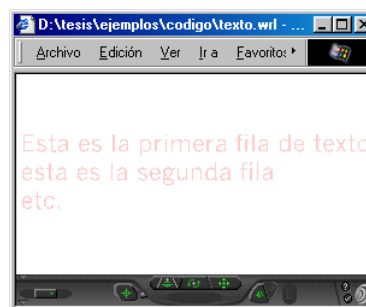 D:\tesis\ejemplos\codigo\texto.wrl - ...
Archivo Edición Ver Ir a Favoritos
Esta es la primera fila de texto
esta es la segunda fila
etc.